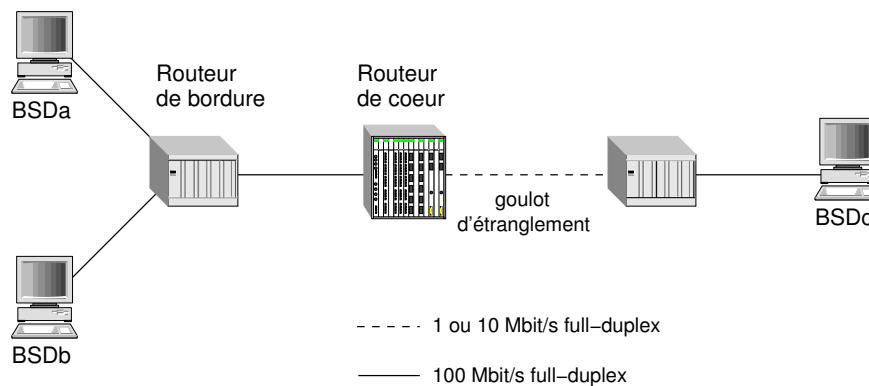 BSDa
Routeur
de bordure
Routeur
de coeur
goulot
d'étranglement
BSDc
BSDb
1 ou 10 Mbit/s full−duplex
100 Mbit/s full−duplex